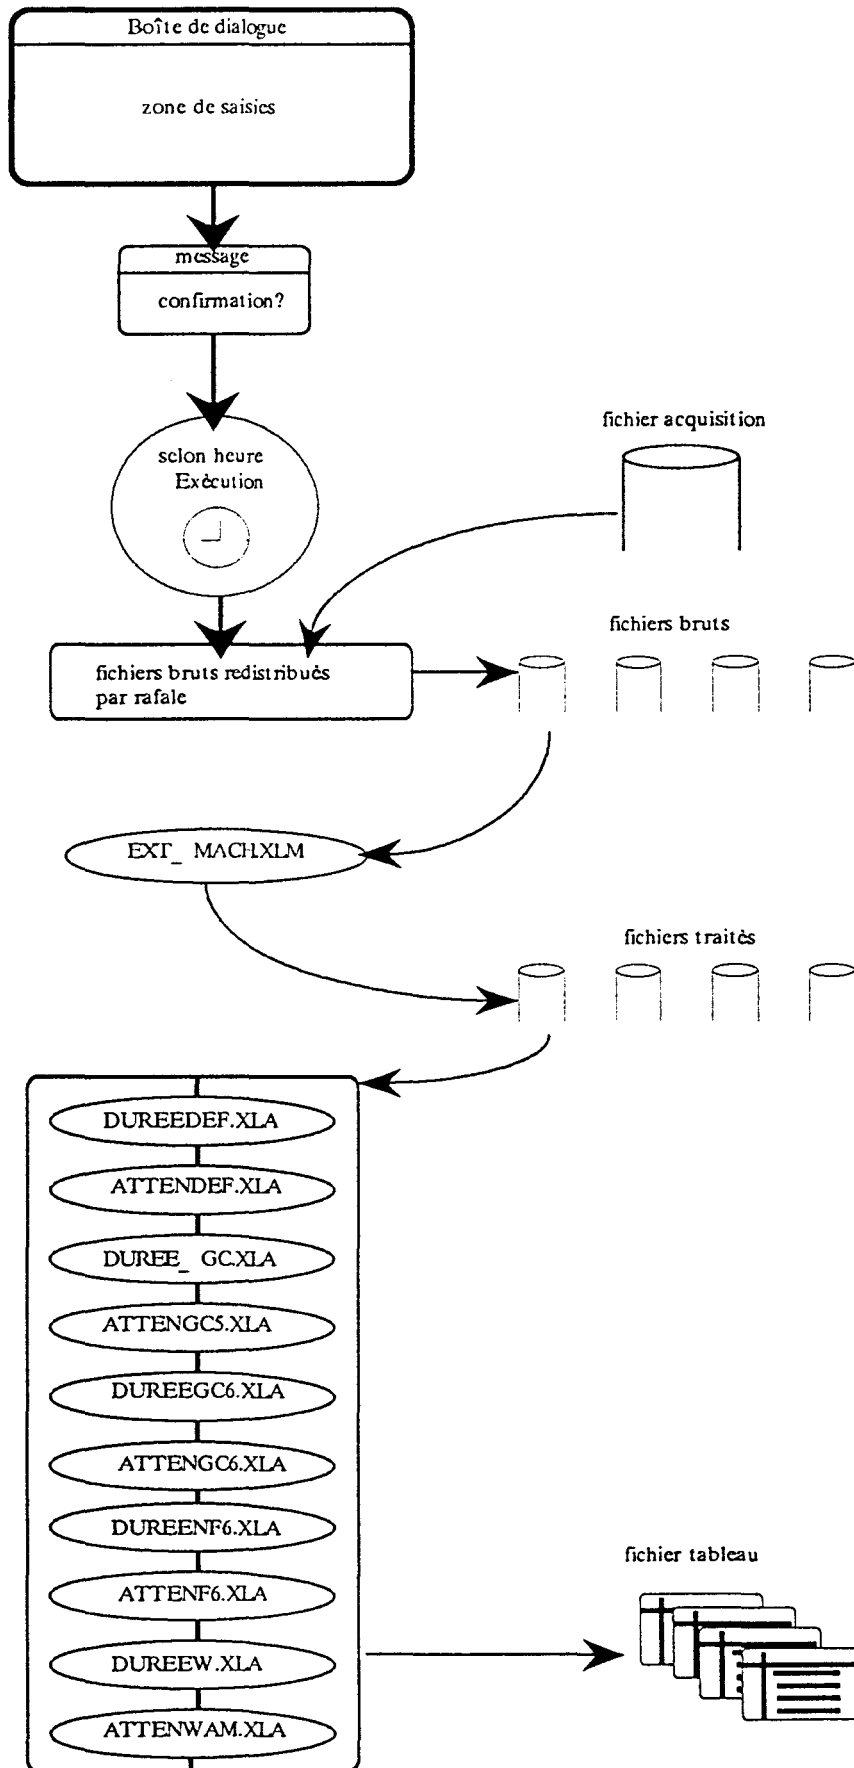 Boîte de dialogue
zone de saisies
message
confirmation?
selon heure
Exécution
fichier acquisition
fichiers bruts
fichiers bruts redistribués
par rafale
EXT_ MACH.XLM
fichiers traités
DUREEDEF.XLA
ATTENDEF.XLA
DUREE_ GC.XLA
ATTENGC5.XLA
DUREEGC6.XLA
ATTENGC6.XLA
DUREENF6.XLA
ATTENF6.XLA
DUREEW.XLA
ATTENWAM.XLA
fichier tableau